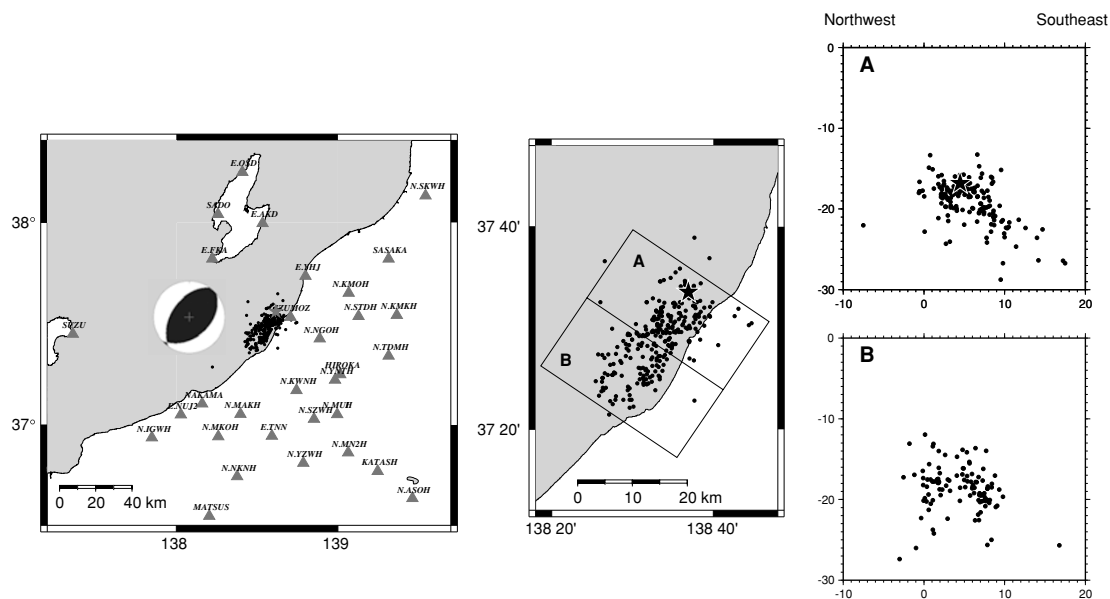 Northwest Southeast
A
0
-10
-20
-30
-10 0 10 20
B
0
-10
-20
-30
-10 0 10 20
E.OSD
N.SKWH
SADO
E.AKD
SASAKA
E.YHJ
N.KMOH
N.STDH
N.KMKH
SUZU
N.NGOH
N.TDMH
HIROKA
N.KWNH
NAKAMA
E.NUJ2
N.MAKH
N.SZWH
N.MUIH
N.IGWH
N.MKOH
E.TNN
N.YZWH
N.MN2H
N.NKNH
KATASH
N.ASOH
MATSUS
38°
37°
138
139
0 20 40 km
37 40'
37 20'
A
B
0 10 20 km
138 20'
138 40'